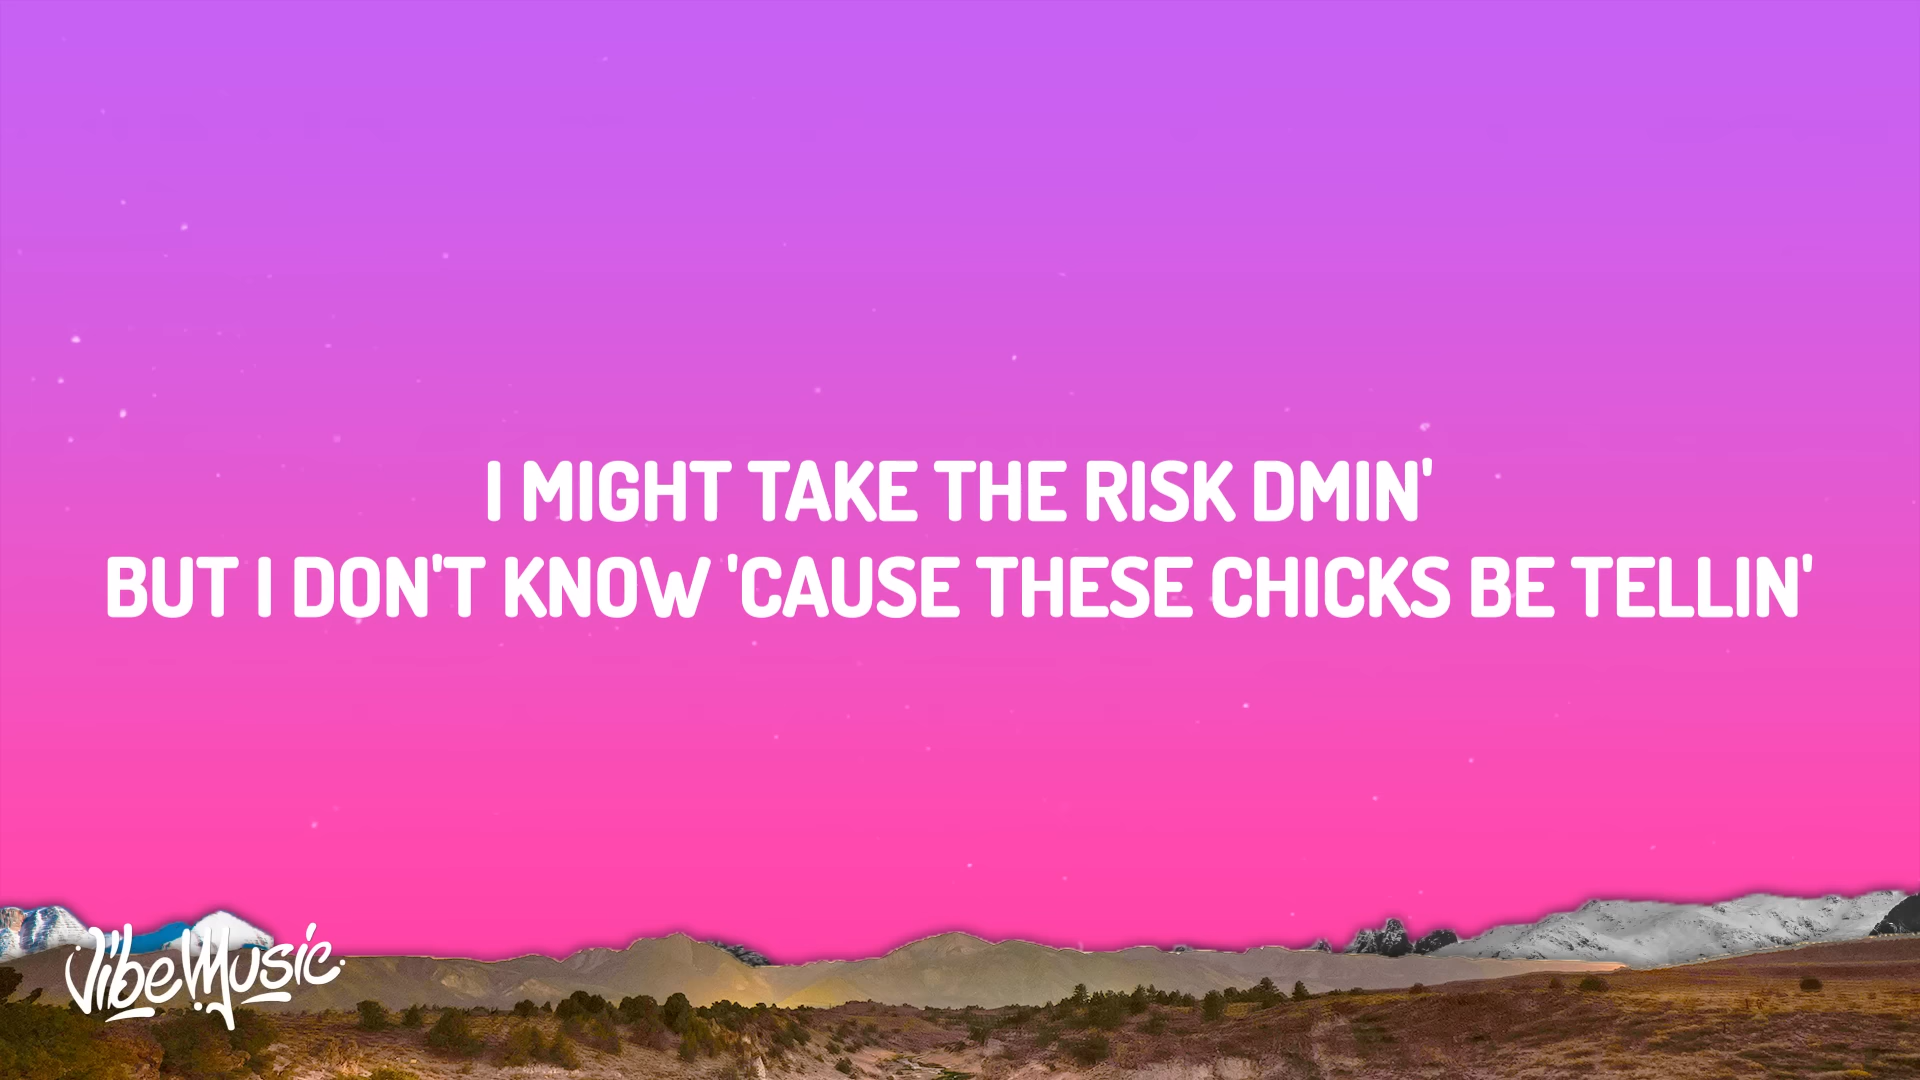 I MIGHT TAKE THE RISK DMIN'
BUT I DON'T KNOW 'CAUSE THESE CHICKS BE TELLIN'
VibeMusic